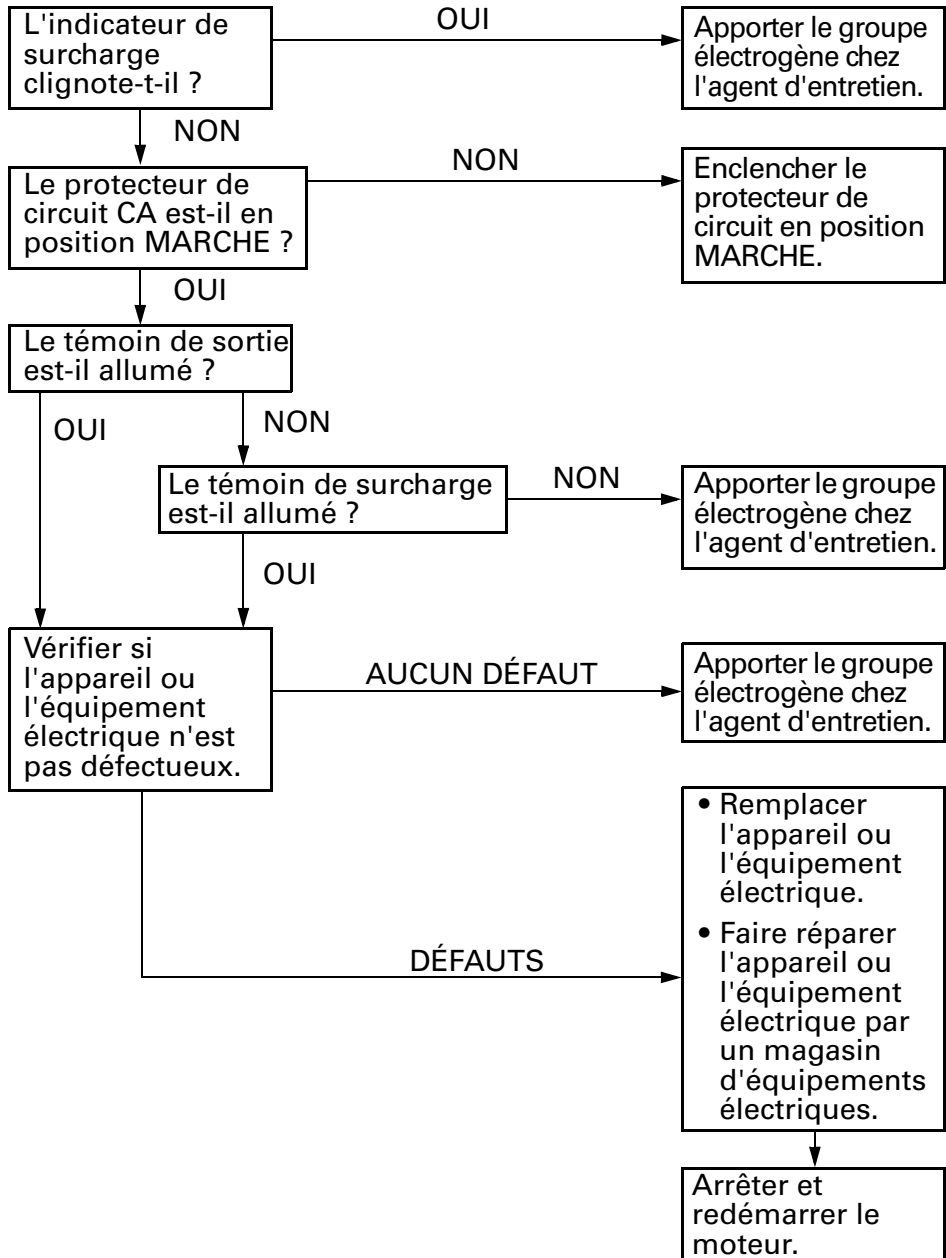 L'indicateur de
surcharge
clignote-t-il ?
OUI
Apporter le groupe
électrogène chez
l'agent d'entretien.
NON
Le protecteur de
circuit CA est-il en
position MARCHE ?
NON
Enclencher le
protecteur de
circuit en position
MARCHE.
OUI
Le témoin de sortie
est-il allumé ?
OUI
NON
Le témoin de surcharge
est-il allumé ?
NON
Apporter le groupe
électrogène chez
l'agent d'entretien.
OUI
Vérifier si
l'appareil ou
l'équipement
électrique n'est
pas défectueux.
AUCUN DÉFAUT
Apporter le groupe
électrogène chez
l'agent d'entretien.
DÉFAUTS
• Remplacer
l'appareil ou
l'équipement
électrique.
• Faire réparer
l'appareil ou
l'équipement
électrique par
un magasin
d'équipements
électriques.
Arrêter et
redémarrer le
moteur.